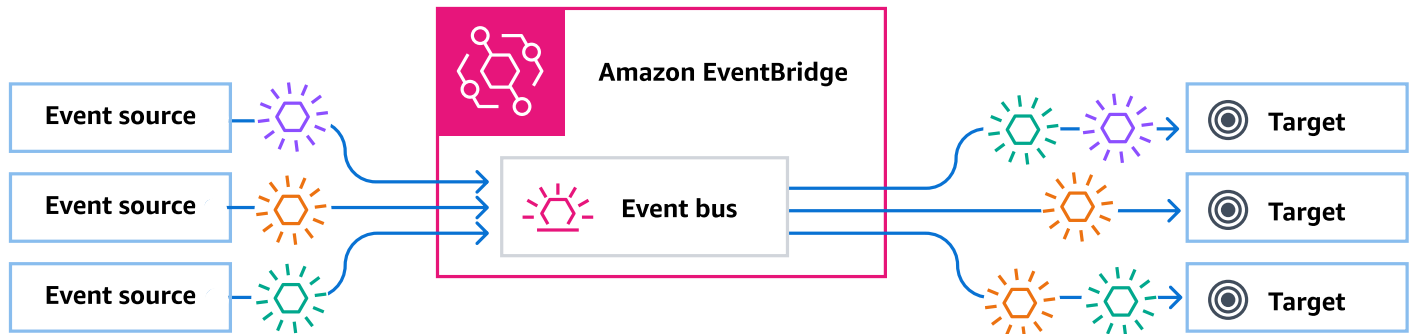 Amazon EventBridge
Event source
Event source
Event source
Event bus
Target
Target
Target